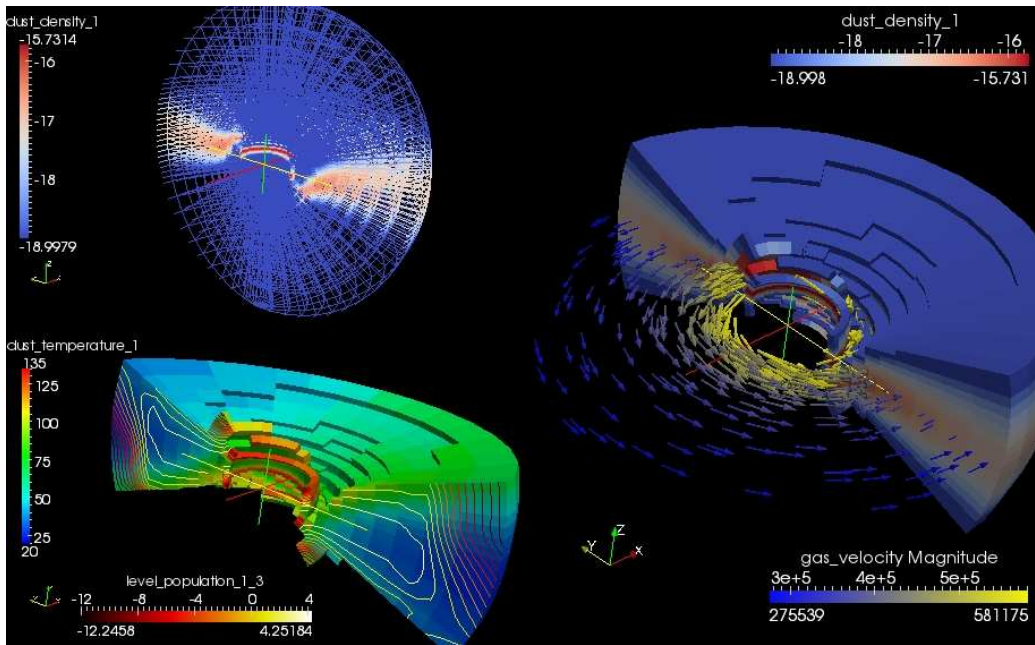 dust_density_1
-15.7314
-16
-17
-18
-18.9979
z
dust_density_1
-18 -17 -16
-18.998 -15.731
dust_temperature_1
135
125
100
75
50
25
20
level_population_1_3
-12 -8 -4 0 4
-12.2458 4.25184
Z
Y X
gas_velocity Magnitude
3e+5 4e+5 5e+5
275539 581175